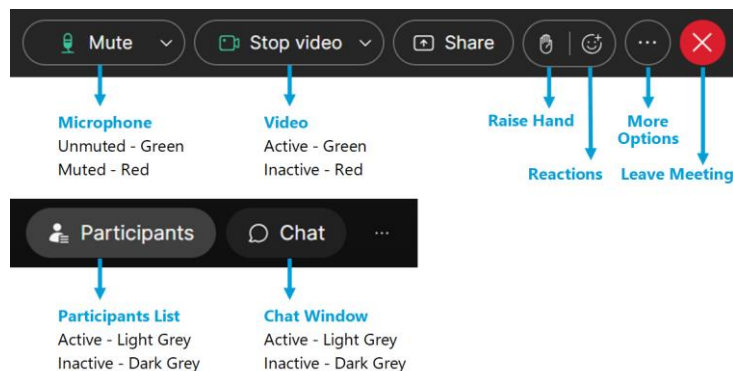 Mute
Stop video
Share
Microphone
Unmuted - Green
Muted - Red
Video
Active - Green
Inactive - Red
Raise Hand
Reactions
More
Options
Leave Meeting
Participants
Chat
Participants List
Active - Light Grey
Inactive - Dark Grey
Chat Window
Active - Light Grey
Inactive - Dark Grey